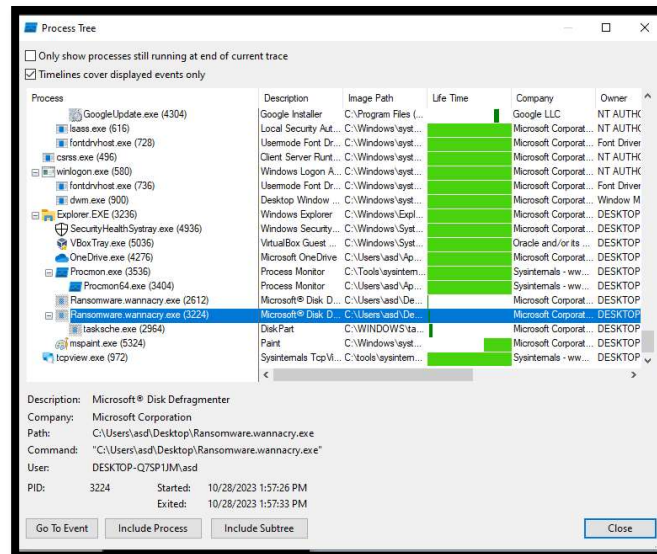 Process Tree
Only show processes still running at end of current trace
Timelines cover displayed events only
Process Description Image Path Life Time Company Owner
GoogleUpdate.exe (4304) Google Installer C:\Program Files (... Google LLC NT AUTHC
lsass.exe (616) Local Security Aut... C:\Windows\syst... Microsoft Corporat... NT AUTHC
fontdrvhost.exe (728) Usermode Font Dr... C:\Windows\syst... Microsoft Corporat... Font Driver
csrss.exe (496) Client Server Runt... C:\Windows\syst... Microsoft Corporat... NT AUTHC
winlogon.exe (580) Windows Logon A... C:\Windows\syst... Microsoft Corporat... NT AUTHC
fontdrvhost.exe (736) Usermode Font Dr... C:\Windows\syst... Microsoft Corporat... Font Driver
dwm.exe (900) Desktop Window ... C:\Windows\syst... Microsoft Corporat... Window M
Explorer.EXE (3236) Windows Explorer C:\Windows\Expl... Microsoft Corporat... DESKTOP
SecurityHealthSystray.exe (4936) Windows Security... C:\Windows\Syst... Microsoft Corporat... DESKTOP
VBoxTray.exe (5036) VirtualBox Guest ... C:\Windows\Syst... Oracle and/or its ... DESKTOP
OneDrive.exe (4276) Microsoft OneDrive C:\Users\asd\Ap... Microsoft Corporat... DESKTOP
Procmon.exe (3536) Process Monitor C:\Tools\sysintern... Sysinternals - ww... DESKTOP
Procmon64.exe (3404) Process Monitor C:\Users\asd\Ap... Sysinternals - ww... DESKTOP
Ransomware.wannacry.exe (2612) Microsoft® Disk D... C:\Users\asd\De... Microsoft Corporat... DESKTOP
Ransomware.wannacry.exe (3224) Microsoft® Disk D... C:\Users\asd\De... Microsoft Corporat... DESKTOP
tasksche.exe (2964) DiskPart C:\WINDOWS\ta... Microsoft Corporat... DESKTOP
mspaint.exe (5324) Paint C:\Windows\syst... Microsoft Corporat... DESKTOP
tcpview.exe (972) Sysinternals TcpVi... C:\tools\sysintern... Sysinternals - ww... DESKTOP
Description: Microsoft® Disk Defragmenter
Company: Microsoft Corporation
Path: C:\Users\asd\Desktop\Ransomware.wannacry.exe
Command: "C:\Users\asd\Desktop\Ransomware.wannacry.exe"
User: DESKTOP-Q7SP1JM\asd
PID: 3224 Started: 10/28/2023 1:57:26 PM
Exited: 10/28/2023 1:57:33 PM
Go To Event Include Process Include Subtree Close